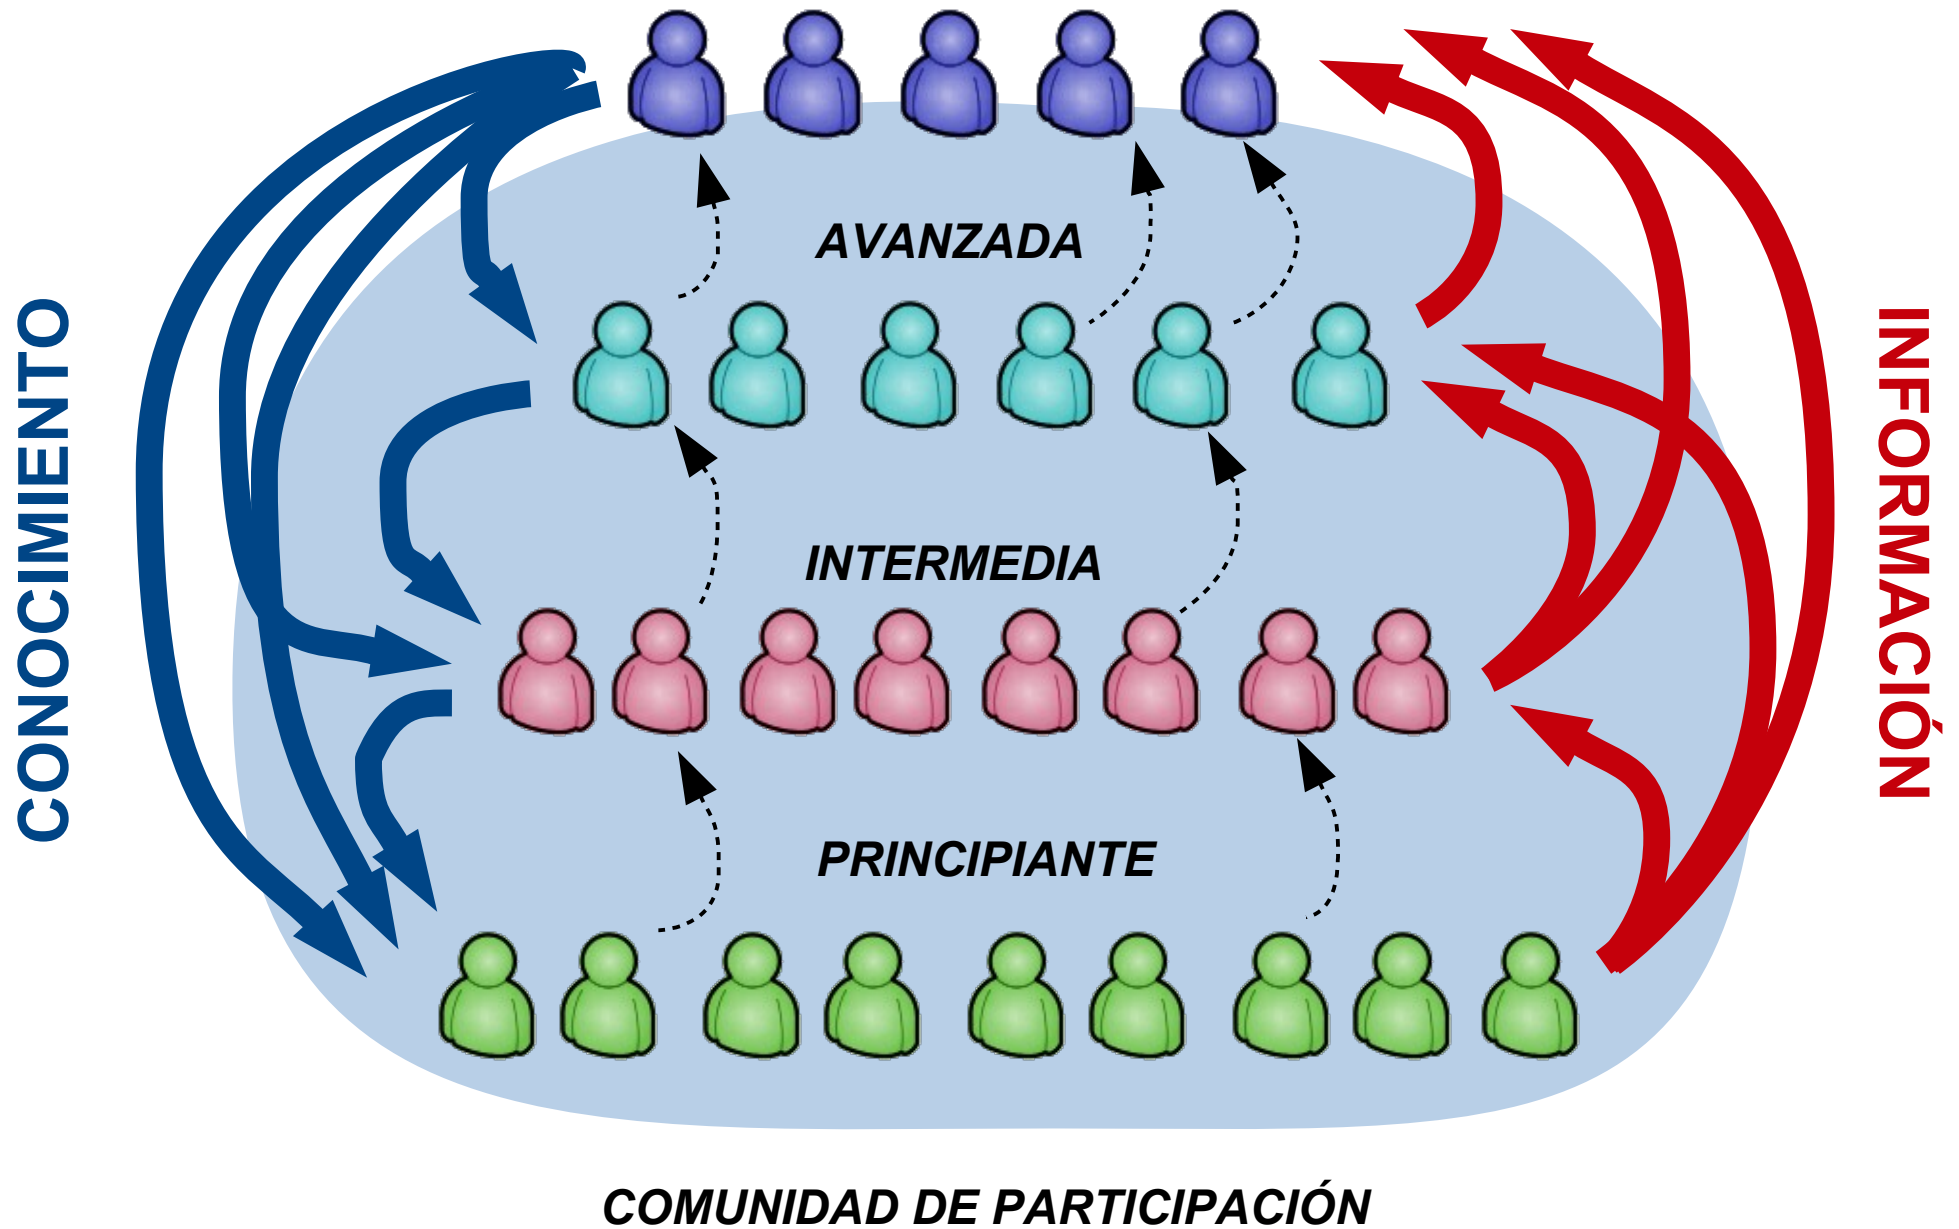 CONOCIMIENTO
AVANZADA
INTERMEDIA
PRINCIPIANTE
INFORMACIÓN
COMUNIDAD DE PARTICIPACIÓN